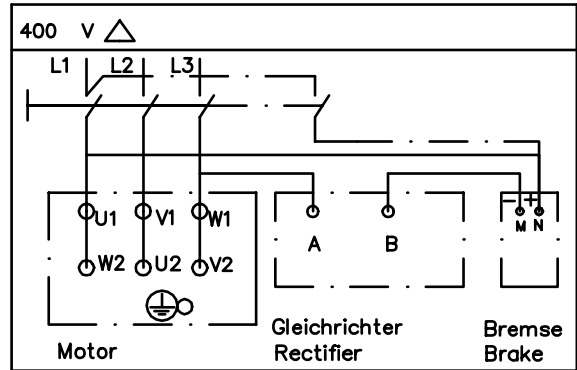 400 V
L1 L2 L3
U1 V1 W1
W2 U2 V2
A B
- +
M N
Motor
Gleichrichter
Rectifier
Bremse
Brake